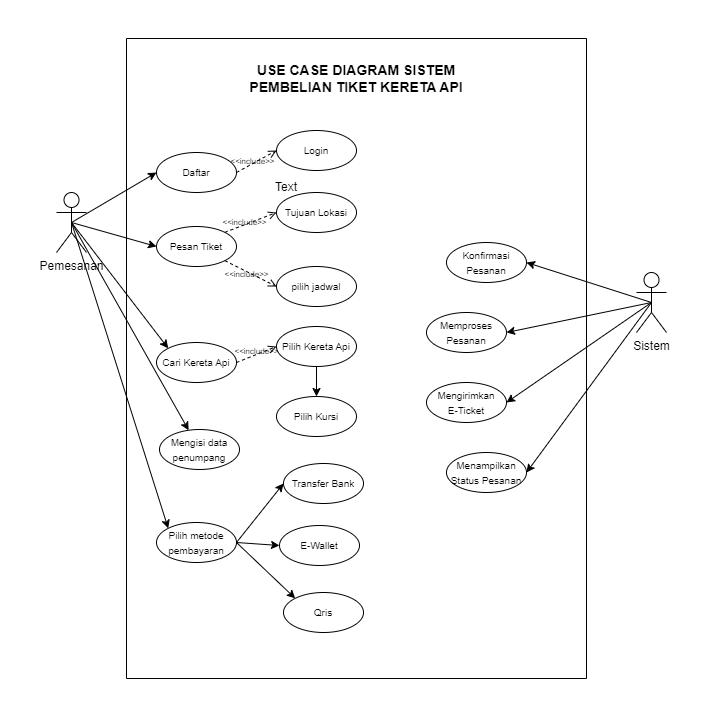 USE CASE DIAGRAM SISTEM
PEMBELIAN TIKET KERETA API
Login
<<include>>
Daftar
Text
Tujuan Lokasi
<<include>>
Pesan Tiket
<<include>>
pilih jadwal
Pemesanan
Konfirmasi
Pesanan
Memproses
Pesanan
Sistem
Pilih Kereta Api
<<include>>
Cari Kereta Api
Mengirimkan
E-Ticket
Pilih Kursi
Mengisi data
penumpang
Menampilkan
Status Pesanan
Transfer Bank
Pilih metode
pembayaran
E-Wallet
Qris